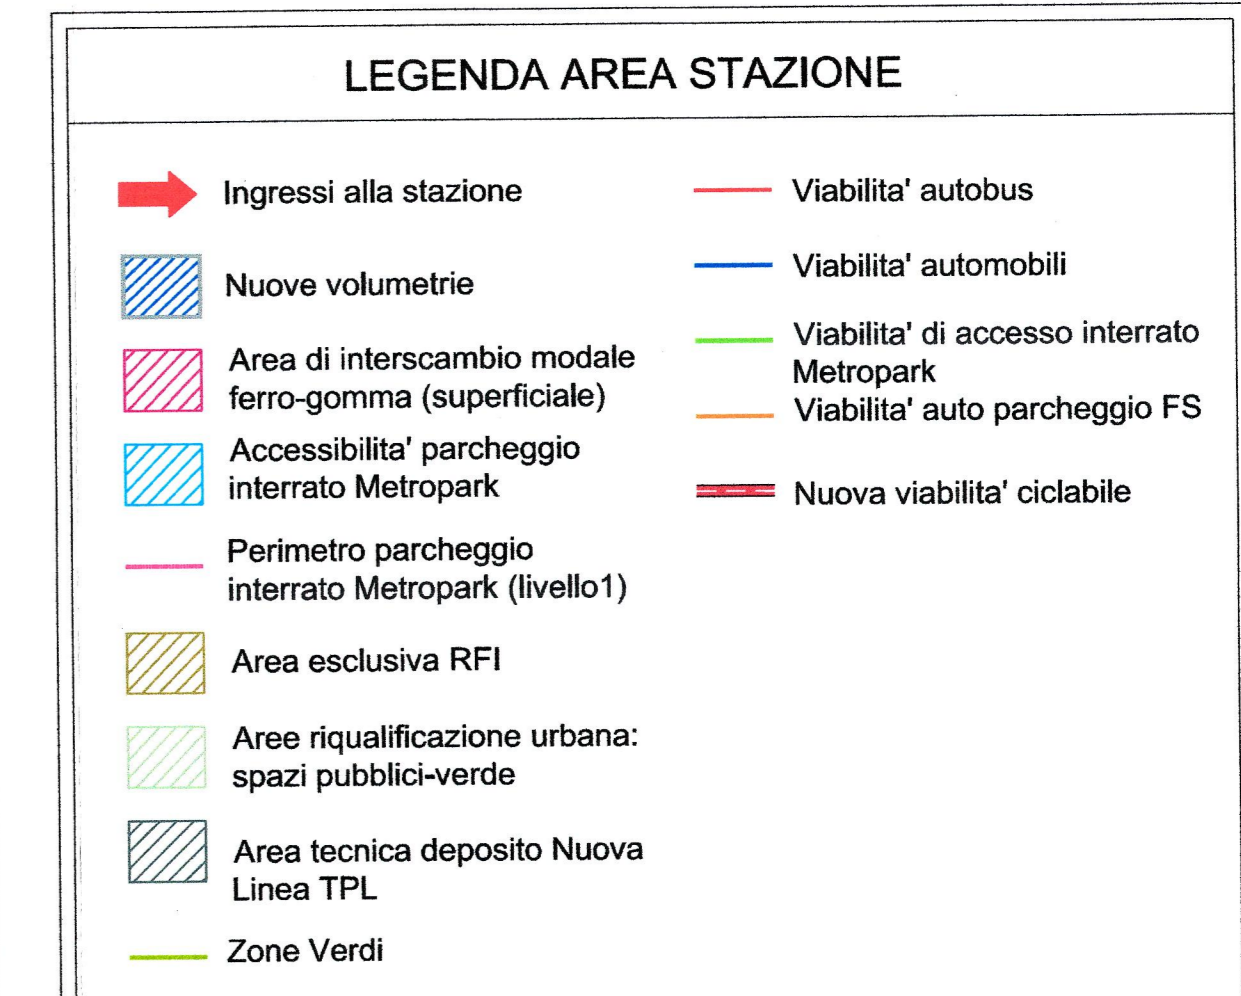 LEGENDA AREA STAZIONE
Ingressi alla stazione
Nuove volumetrie
Area di interscambio modale
ferro-gomma (superficiale)
Accessibilita' parcheggio
interrato Metropark
Perimetro parcheggio
interrato Metropark (livello1)
Area esclusiva RFI
Aree riqualificazione urbana:
spazi pubblici-verde
Area tecnica deposito Nuova
Linea TPL
Zone Verdi
Viabilita' autobus
Viabilita' automobili
Viabilita' di accesso interrato
Metropark
Viabilita' auto parcheggio FS
Nuova viabilita' ciclabile